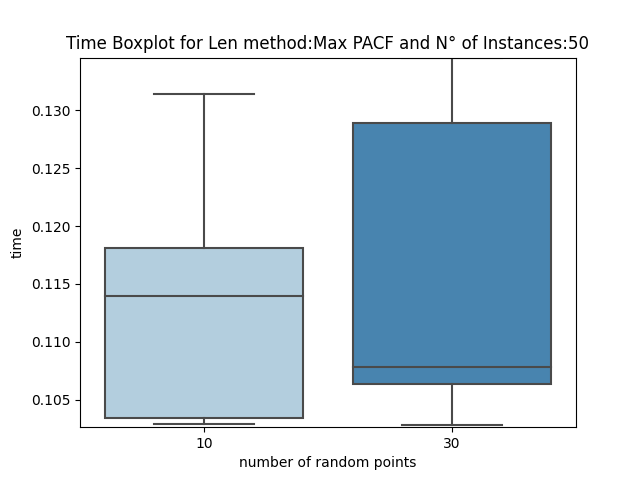 Time Boxplot for Len method:Max PACF and N° of Instances:50
0.130
0.125
0.120
0.115
0.110
0.105
time
10
30
number of random points